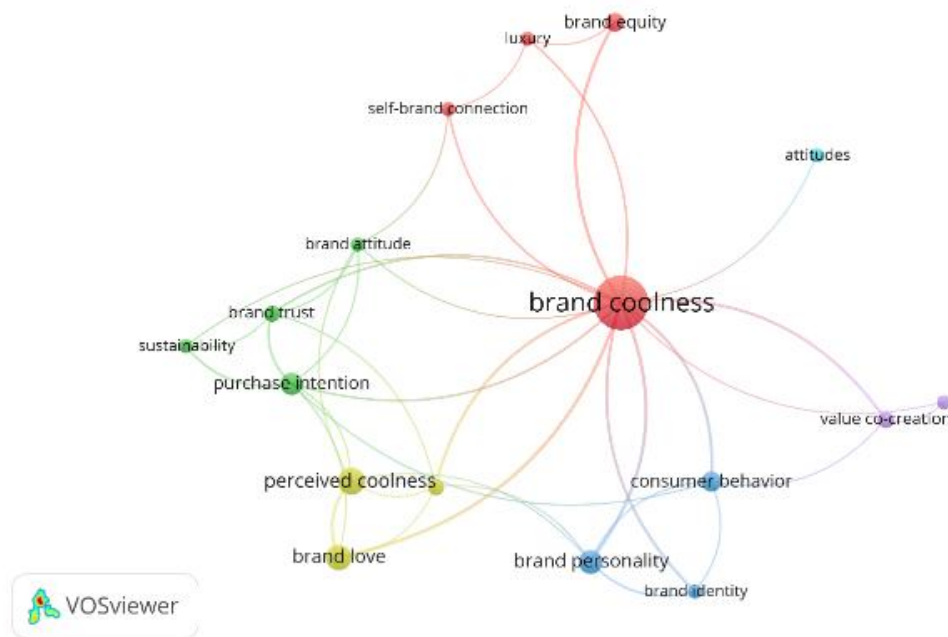 brand equity
luxury
self-brand connection
attitudes
brand attitude
brand coolness
brand trust
sustainability
purchase intention
value co-creation
perceived coolness
consumer behavior
brand love
brand personality
brand identity
VOSviewer